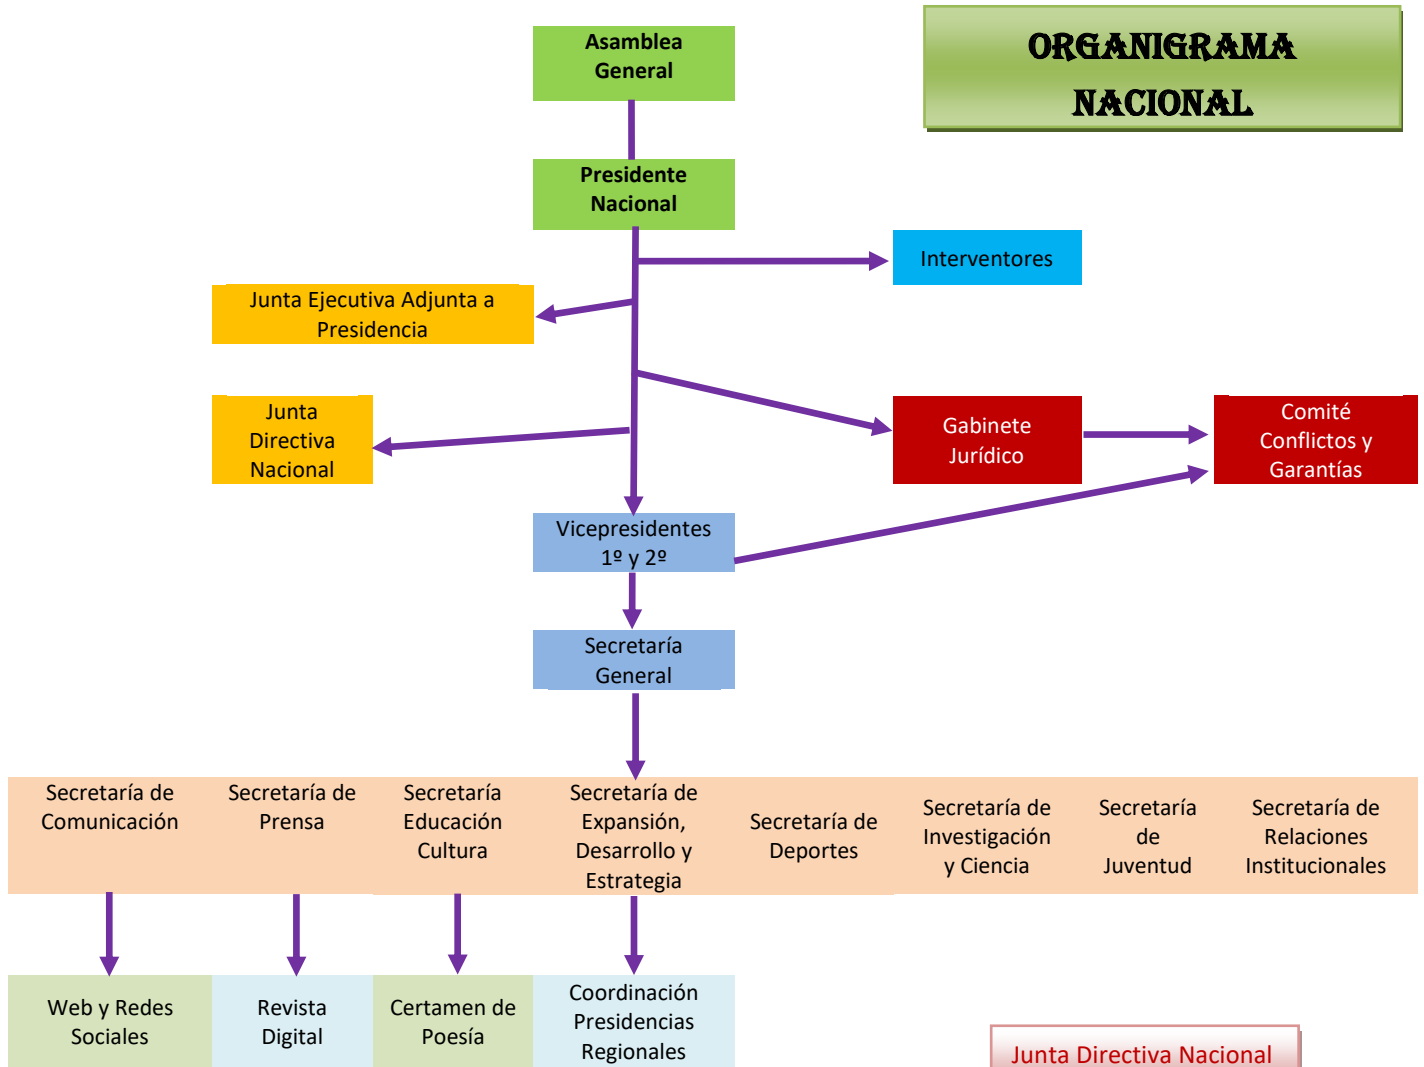 Asamblea
General
ORGANIGRAMA
NACIONAL
Presidente
Nacional
Interventores
Junta Ejecutiva Adjunta a
Presidencia
Junta
Directiva
Nacional
Gabinete
Jurídico
Comité
Conflictos y
Garantías
Vicepresidentes
1º y 2º
Secretaría
General
Secretaría de
Comunicación
Secretaría de
Prensa
Secretaría
Educación
Cultura
Secretaría de
Expansión,
Desarrollo y
Estrategia
Secretaría de
Deportes
Secretaría de
Investigación
y Ciencia
Secretaría
de
Juventud
Secretaría de
Relaciones
Institucionales
Web y Redes
Sociales
Revista
Digital
Certamen de
Poesía
Coordinación
Presidencias
Regionales
Junta Directiva Nacional